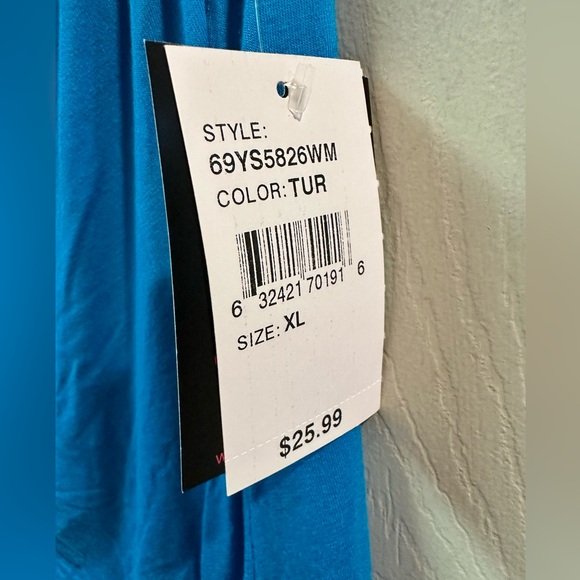 STYLE:
69YS5826WM
COLOR: TUR
6 32421 70191 6
SIZE: XL
$25.99